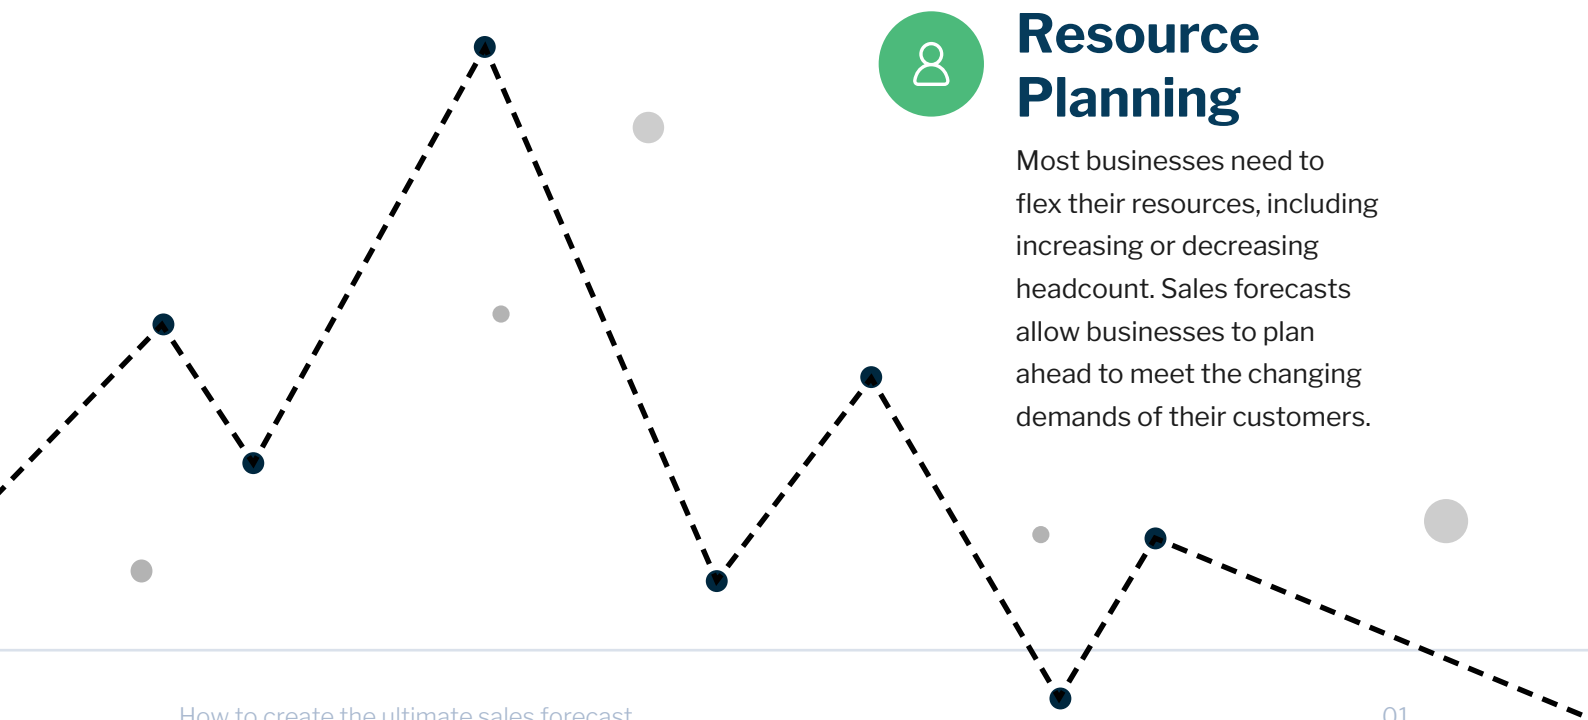 Resource
Planning
Most businesses need to
flex their resources, including
increasing or decreasing
headcount. Sales forecasts
allow businesses to plan
ahead to meet the changing
demands of their customers.
How to create the ultimate sales forecast
01